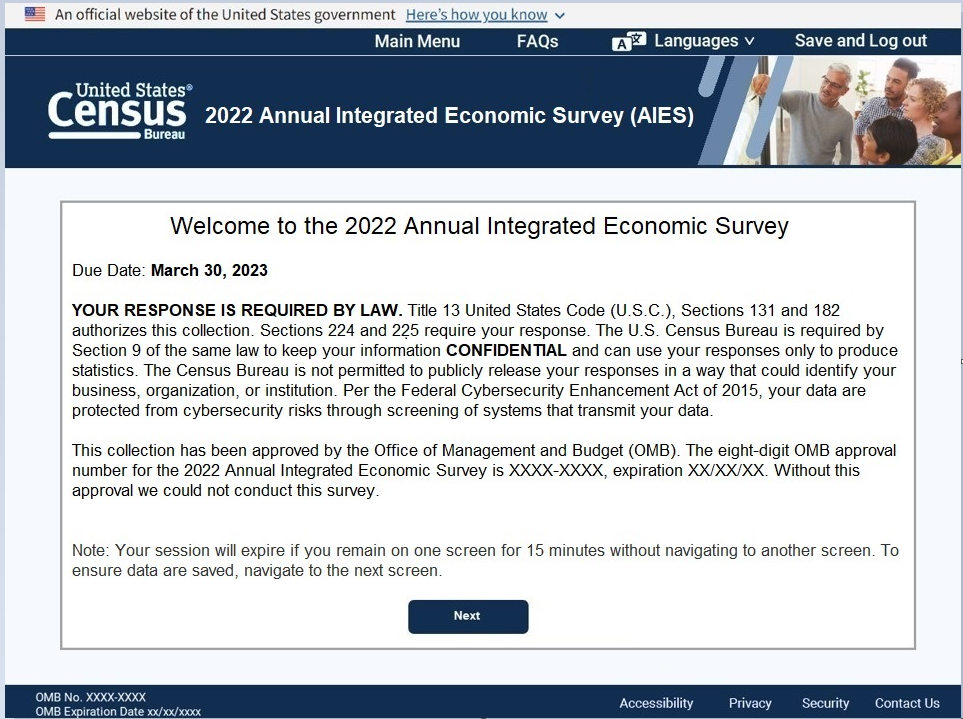 An official website of the United States government Here's how you know
Main Menu FAQs Languages Save and Log out
United States®
Census
Bureau
2022 Annual Integrated Economic Survey (AIES)
Welcome to the 2022 Annual Integrated Economic Survey
Due Date: March 30, 2023
YOUR RESPONSE IS REQUIRED BY LAW. Title 13 United States Code (U.S.C.), Sections 131 and 182
authorizes this collection. Sections 224 and 225 require your response. The U.S. Census Bureau is required by
Section 9 of the same law to keep your information CONFIDENTIAL and can use your responses only to produce
statistics. The Census Bureau is not permitted to publicly release your responses in a way that could identify your
business, organization, or institution. Per the Federal Cybersecurity Enhancement Act of 2015, your data are
protected from cybersecurity risks through screening of systems that transmit your data.
This collection has been approved by the Office of Management and Budget (OMB). The eight-digit OMB approval
number for the 2022 Annual Integrated Economic Survey is XXXX-XXXX, expiration XX/XX/XX. Without this
approval we could not conduct this survey.
Note: Your session will expire if you remain on one screen for 15 minutes without navigating to another screen. To
ensure data are saved, navigate to the next screen.
Next
OMB No. XXXX-XXXX
OMB Expiration Date xx/xx/xxxx
Accessibility Privacy Security Contact Us